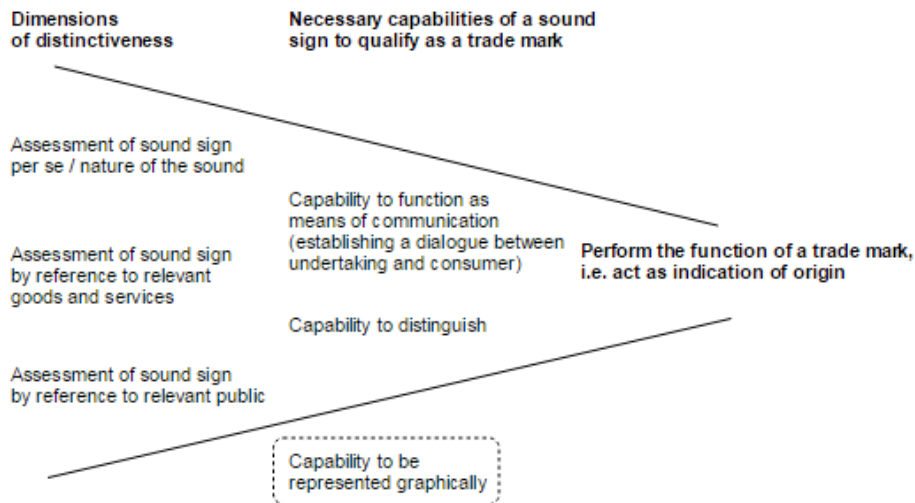 Dimensions
of distinctiveness
Necessary capabilities of a sound
sign to qualify as a trade mark
Assessment of sound sign
per se / nature of the sound
Assessment of sound sign
by reference to relevant
goods and services
Assessment of sound sign
by reference to relevant public
Capability to function as
means of communication
(establishing a dialogue between
undertaking and consumer)
Capability to distinguish
Capability to be
represented graphically
Perform the function of a trade mark,
i.e. act as indication of origin